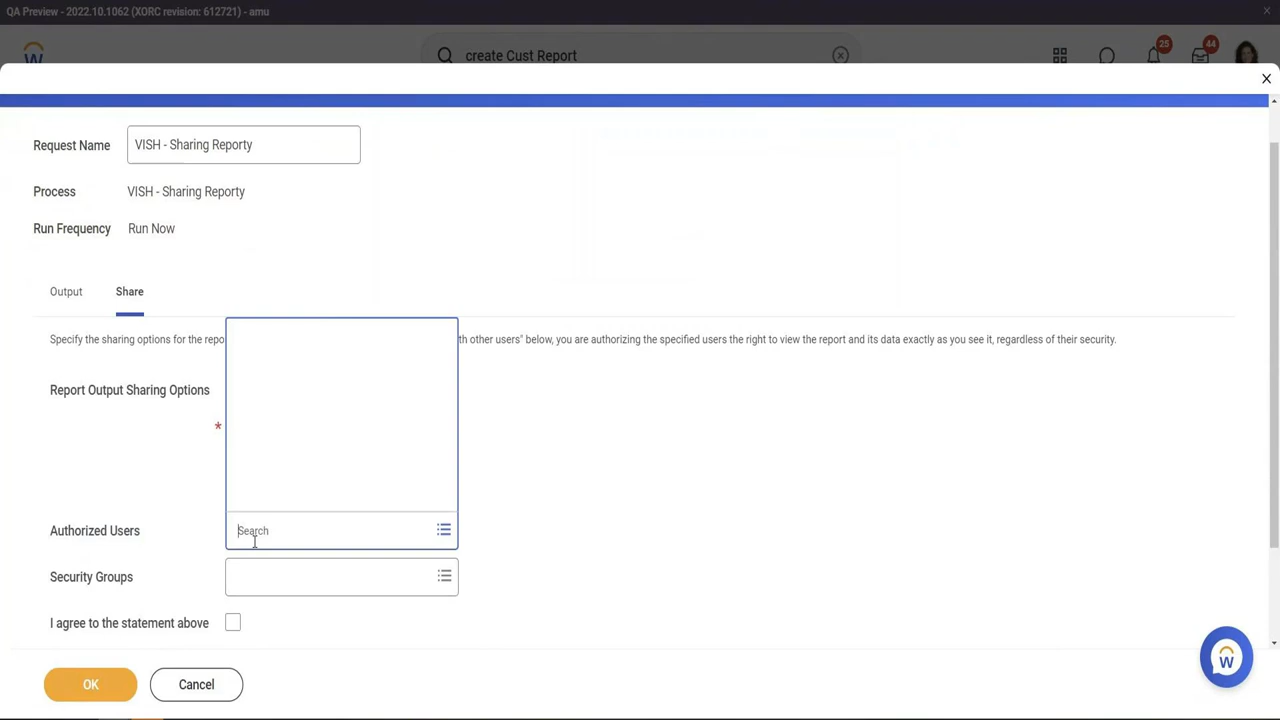 QA Preview - 2022.10.1062 (XORC revision: 612721) - amu
create Cust Report
25
44
Request Name
VISH - Sharing Reporty
Process
VISH - Sharing Reporty
Run Frequency
Run Now
Output
Share
Specify the sharing options for the repo
th other users" below, you are authorizing the specified users the right to view the report and its data exactly as you see it, regardless of their security.
Report Output Sharing Options
*
Authorized Users
Search
Security Groups
I agree to the statement above
OK
Cancel